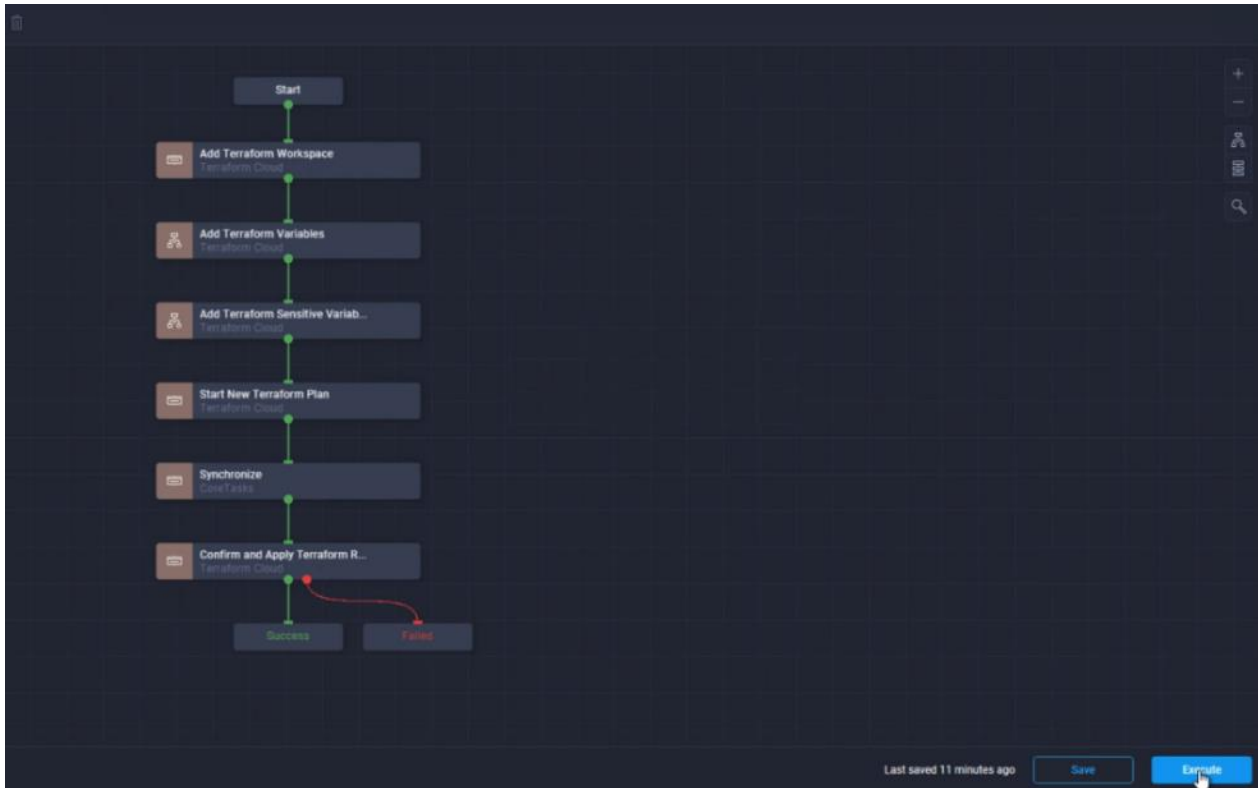 Start
Add Terraform Workspace
Terraform Cloud
Add Terraform Variables
Terraform Cloud
Add Terraform Sensitive Variab...
Terraform Cloud
Start New Terraform Plan
Terraform Cloud
Synchronize
CoreTasks
Confirm and Apply Terraform R...
Terraform Cloud
Success
Failed
Last saved 11 minutes ago
Save
Execute